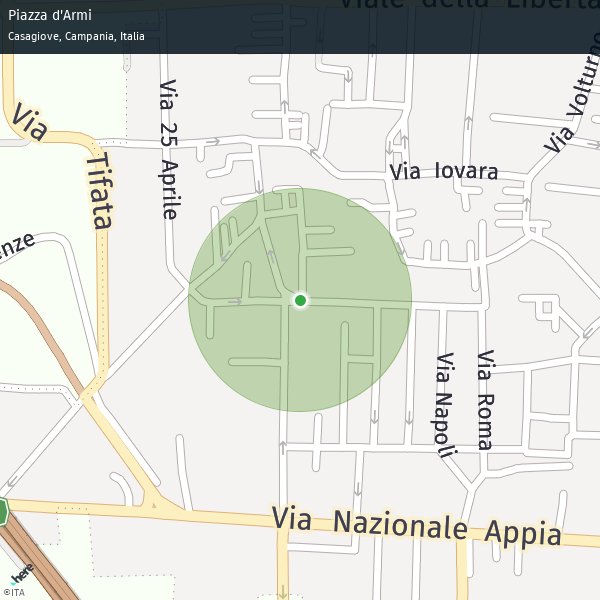 Piazza d'Armi
Casagiove, Campania, Italia
Viale della Liberta
Via Volturno
Via 25 Aprile
Via Tifata
Via Iovara
enze
Via Napoli
Via Roma
Via Nazionale Appia
here
©ITA